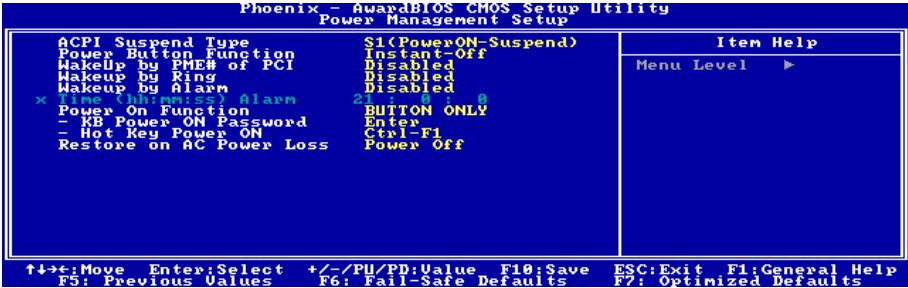 Phoenix - AwardBIOS CMOS Setup Utility
Power Management Setup
ACPI Suspend Type S1(PowerON-Suspend)
Power Button Function Instant-Off
WakeUp by PME# of PCI Disabled
Wakeup by Ring Disabled
Wakeup by Alarm Disabled
x Time (hh:mm:ss) Alarm 21 : 0 : 0
Power On Function BUTTON ONLY
- KB Power ON Password Enter
- Hot Key Power ON Ctrl-F1
Restore on AC Power Loss Power Off
Item Help
Menu Level ►
↑↓→←:Move Enter:Select +/-/PU/PD:Value F10:Save ESC:Exit F1:General Help
F5: Previous Values F6: Fail-Safe Defaults F7: Optimized Defaults